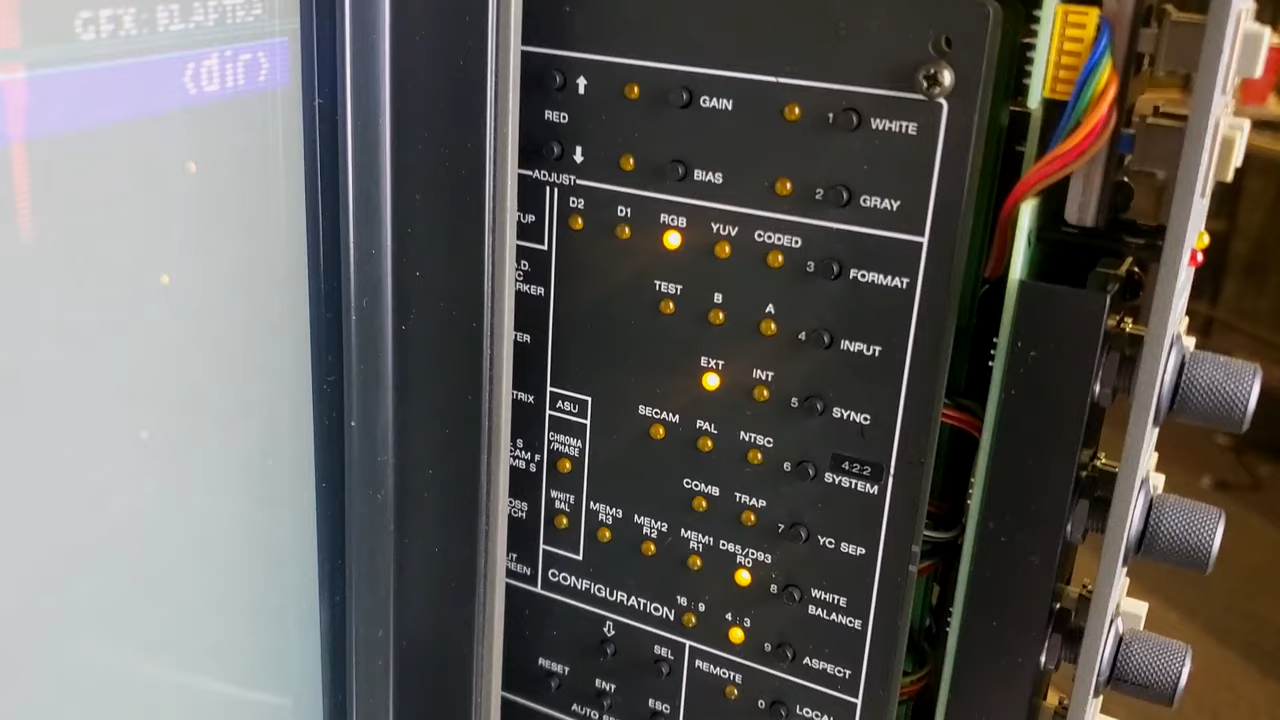 GFX:BLAPTRA
<dir>
GAIN
1 WHITE
RED
BIAS
2 GRAY
ADJUST
D2 D1 RGB YUV CODED
3 FORMAT
TEST B A
4 INPUT
EXT INT
5 SYNC
ASU
SECAM PAL NTSC
6 SYSTEM
4:2:2
CHROMA
/PHASE
COMB TRAP
7 YC SEP
WHITE
BAL
MEM3
R3
MEM2
R2
MEM1
R1
D65/D93
R0
8 WHITE
BALANCE
CONFIGURATION
16:9 4:3
9 ASPECT
SEL
RESET
ENT
ESC
REMOTE
0 LOCAL